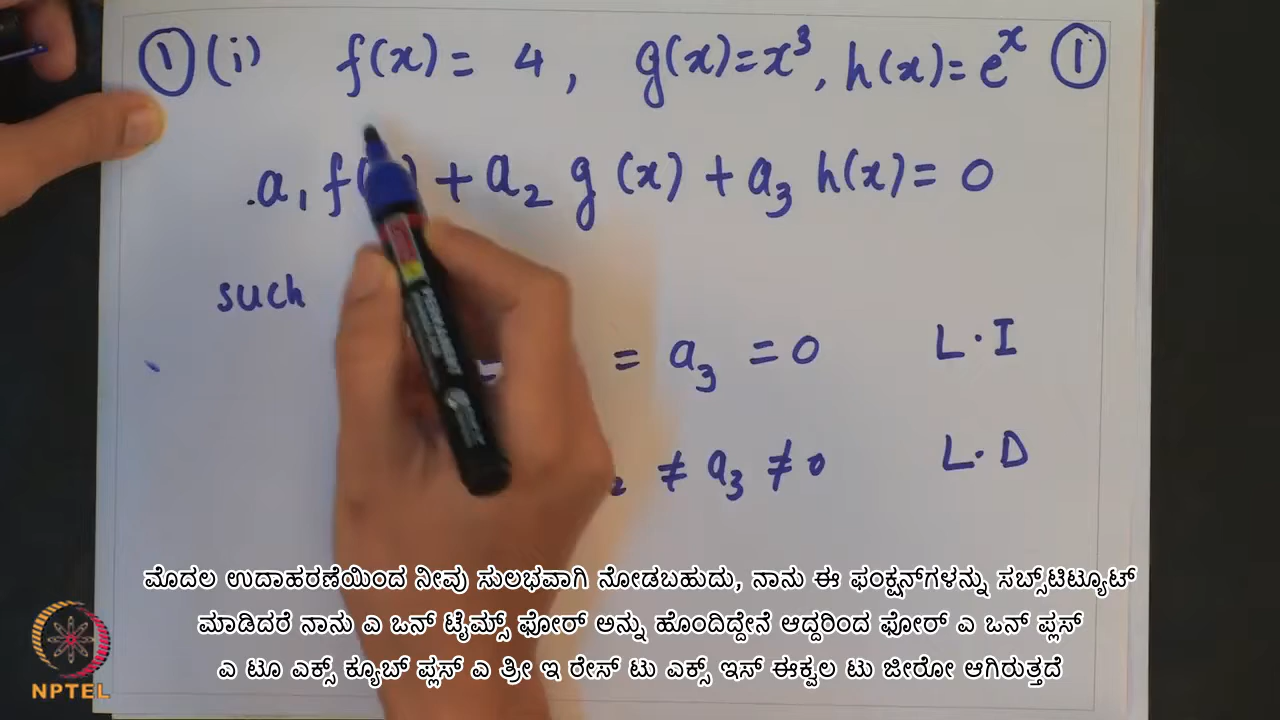 ① (i) f(x) = 4, g(x) = x³, h(x) = eˣ ①
a₁ f( ) + a₂ g(x) + a₃ h(x) = 0
such
= a₃ = 0 L.I
₂ ≠ a₃ ≠ 0 L.D
ಮೊದಲ ಉದಾಹರಣೆಯಿಂದ ನೀವು ಸುಲಭವಾಗಿ ನೋಡಬಹುದು, ನಾನು ಈ ಫಂಕ್ಷನ್‌ಗಳನ್ನು ಸಬ್ಸ್‌ಟಿಟ್ಯೂಟ್
ಮಾಡಿದರೆ ನಾನು ಎ ಒನ್ ಟೈಮ್ಸ್ ಫೋರ್ ಅನ್ನು ಹೊಂದಿದ್ದೇನೆ ಆದ್ದರಿಂದ ಫೋರ್ ಎ ಒನ್ ಪ್ಲಸ್
ಎ ಟೂ ಎಕ್ಸ್ ಕ್ಯೂಬ್ ಪ್ಲಸ್ ಎ ತ್ರೀ ಇ ರೇಸ್ ಟು ಎಕ್ಸ್ ಇಸ್ ಈಕ್ವಲ ಟು ಜೀರೋ ಆಗಿರುತ್ತದೆ
NPTEL